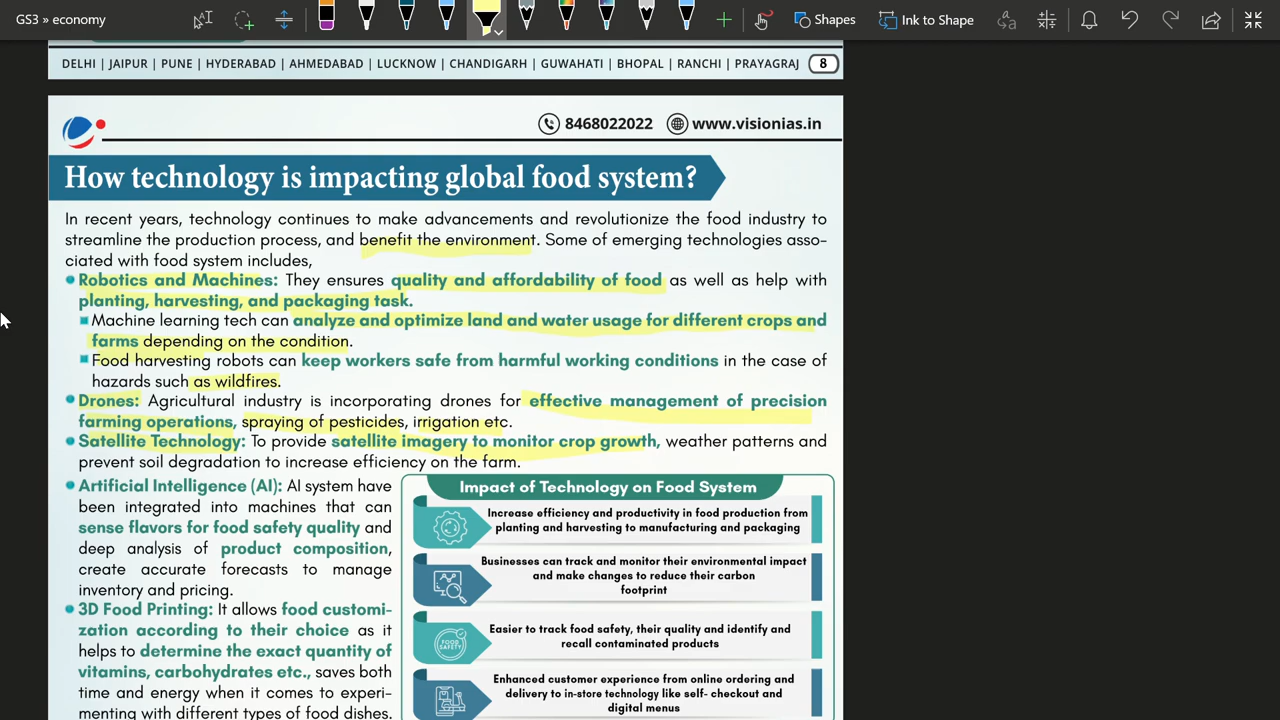 GS3 » economy
Shapes
Ink to Shape
DELHI | JAIPUR | PUNE | HYDERABAD | AHMEDABAD | LUCKNOW | CHANDIGARH | GUWAHATI | BHOPAL | RANCHI | PRAYAGRAJ 8
8468022022 www.visionias.in
How technology is impacting global food system?
In recent years, technology continues to make advancements and revolutionize the food industry to
streamline the production process, and benefit the environment. Some of emerging technologies asso-
ciated with food system includes,
Robotics and Machines: They ensures quality and affordability of food as well as help with
planting, harvesting, and packaging task.
Machine learning tech can analyze and optimize land and water usage for different crops and
farms depending on the condition.
Food harvesting robots can keep workers safe from harmful working conditions in the case of
hazards such as wildfires.
Drones: Agricultural industry is incorporating drones for effective management of precision
farming operations, spraying of pesticides, irrigation etc.
Satellite Technology: To provide satellite imagery to monitor crop growth, weather patterns and
prevent soil degradation to increase efficiency on the farm.
Artificial Intelligence (AI): AI system have
been integrated into machines that can
sense flavors for food safety quality and
deep analysis of product composition,
create accurate forecasts to manage
inventory and pricing.
3D Food Printing: It allows food customi-
zation according to their choice as it
helps to determine the exact quantity of
vitamins, carbohydrates etc., saves both
time and energy when it comes to experi-
menting with different types of food dishes.
Impact of Technology on Food System
Increase efficiency and productivity in food production from
planting and harvesting to manufacturing and packaging
Businesses can track and monitor their environmental impact
and make changes to reduce their carbon
footprint
FOOD
SAFETY
Easier to track food safety, their quality and identify and
recall contaminated products
Enhanced customer experience from online ordering and
delivery to in-store technology like self- checkout and
digital menus